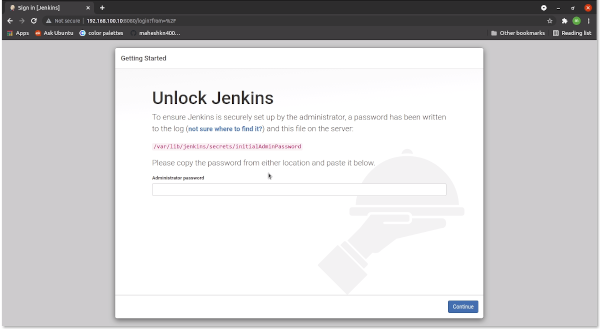 Sign in [Jenkins]
Not secure | 192.168.100.10:8080/login?from=%2F
Apps
Ask Ubuntu
color palettes
maheshkn400...
Other bookmarks
Reading list
Getting Started
Unlock Jenkins
To ensure Jenkins is securely set up by the administrator, a password has been written
to the log (not sure where to find it?) and this file on the server:
/var/lib/jenkins/secrets/initialAdminPassword
Please copy the password from either location and paste it below.
Administrator password
Continue